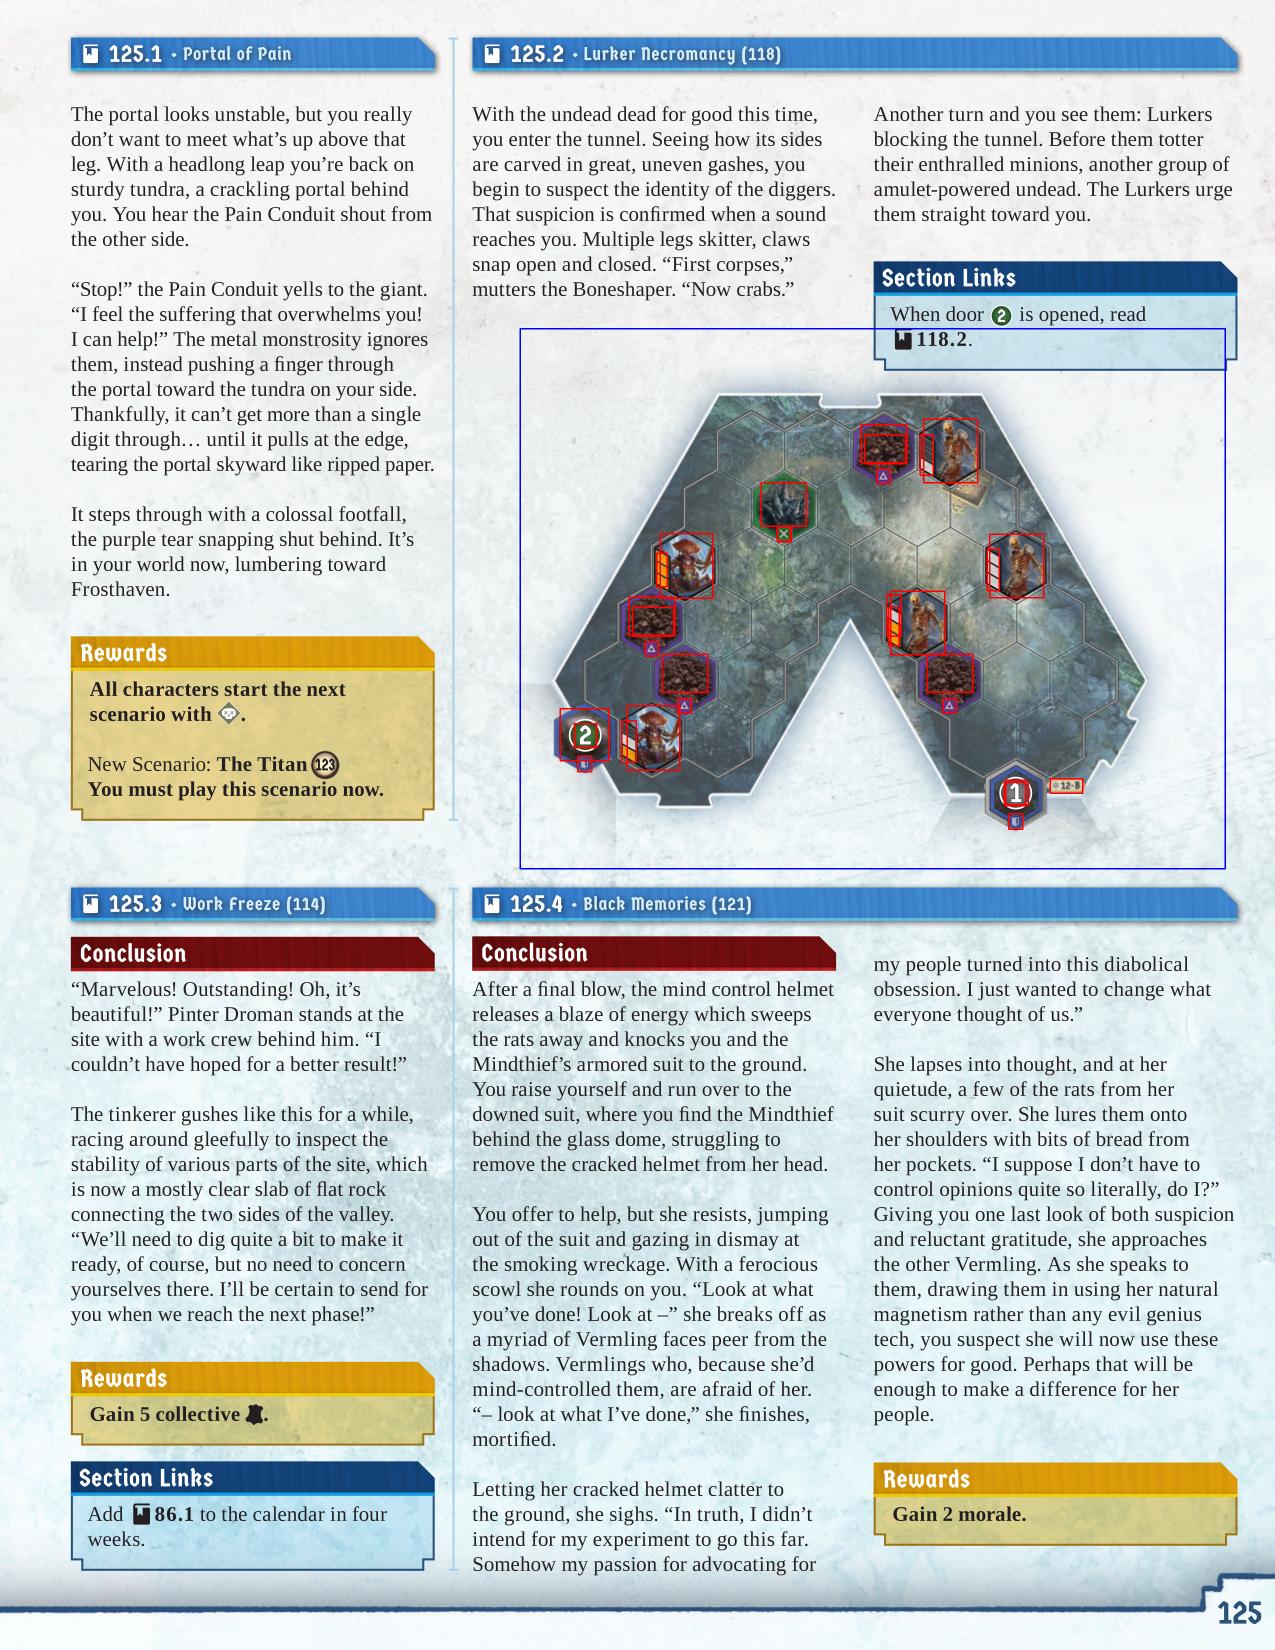 125.1 • Portal of Pain
The portal looks unstable, but you really
don’t want to meet what’s up above that
leg. With a headlong leap you’re back on
sturdy tundra, a crackling portal behind
you. You hear the Pain Conduit shout from
the other side.
“Stop!” the Pain Conduit yells to the giant.
“I feel the suffering that overwhelms you!
I can help!” The metal monstrosity ignores
them, instead pushing a finger through
the portal toward the tundra on your side.
Thankfully, it can’t get more than a single
digit through… until it pulls at the edge,
tearing the portal skyward like ripped paper.
It steps through with a colossal footfall,
the purple tear snapping shut behind. It’s
in your world now, lumbering toward
Frosthaven.
Rewards
All characters start the next
scenario with .
New Scenario: The Titan 123
You must play this scenario now.
125.2 • Lurker Necromancy (118)
With the undead dead for good this time,
you enter the tunnel. Seeing how its sides
are carved in great, uneven gashes, you
begin to suspect the identity of the diggers.
That suspicion is confirmed when a sound
reaches you. Multiple legs skitter, claws
snap open and closed. “First corpses,”
mutters the Boneshaper. “Now crabs.”
Another turn and you see them: Lurkers
blocking the tunnel. Before them totter
their enthralled minions, another group of
amulet-powered undead. The Lurkers urge
them straight toward you.
Section Links
When door 2 is opened, read
118.2.
2
1
12-B
125.3 • Work Freeze (114)
Conclusion
“Marvelous! Outstanding! Oh, it’s
beautiful!” Pinter Droman stands at the
site with a work crew behind him. “I
couldn’t have hoped for a better result!”
The tinkerer gushes like this for a while,
racing around gleefully to inspect the
stability of various parts of the site, which
is now a mostly clear slab of flat rock
connecting the two sides of the valley.
“We’ll need to dig quite a bit to make it
ready, of course, but no need to concern
yourselves there. I’ll be certain to send for
you when we reach the next phase!”
Rewards
Gain 5 collective .
Section Links
Add 86.1 to the calendar in four
weeks.
125.4 • Black Memories (121)
Conclusion
After a final blow, the mind control helmet
releases a blaze of energy which sweeps
the rats away and knocks you and the
Mindthief’s armored suit to the ground.
You raise yourself and run over to the
downed suit, where you find the Mindthief
behind the glass dome, struggling to
remove the cracked helmet from her head.
You offer to help, but she resists, jumping
out of the suit and gazing in dismay at
the smoking wreckage. With a ferocious
scowl she rounds on you. “Look at what
you’ve done! Look at –” she breaks off as
a myriad of Vermling faces peer from the
shadows. Vermlings who, because she’d
mind-controlled them, are afraid of her.
“– look at what I’ve done,” she finishes,
mortified.
Letting her cracked helmet clatter to
the ground, she sighs. “In truth, I didn’t
intend for my experiment to go this far.
Somehow my passion for advocating for
my people turned into this diabolical
obsession. I just wanted to change what
everyone thought of us.”
She lapses into thought, and at her
quietude, a few of the rats from her
suit scurry over. She lures them onto
her shoulders with bits of bread from
her pockets. “I suppose I don’t have to
control opinions quite so literally, do I?”
Giving you one last look of both suspicion
and reluctant gratitude, she approaches
the other Vermling. As she speaks to
them, drawing them in using her natural
magnetism rather than any evil genius
tech, you suspect she will now use these
powers for good. Perhaps that will be
enough to make a difference for her
people.
Rewards
Gain 2 morale.
125